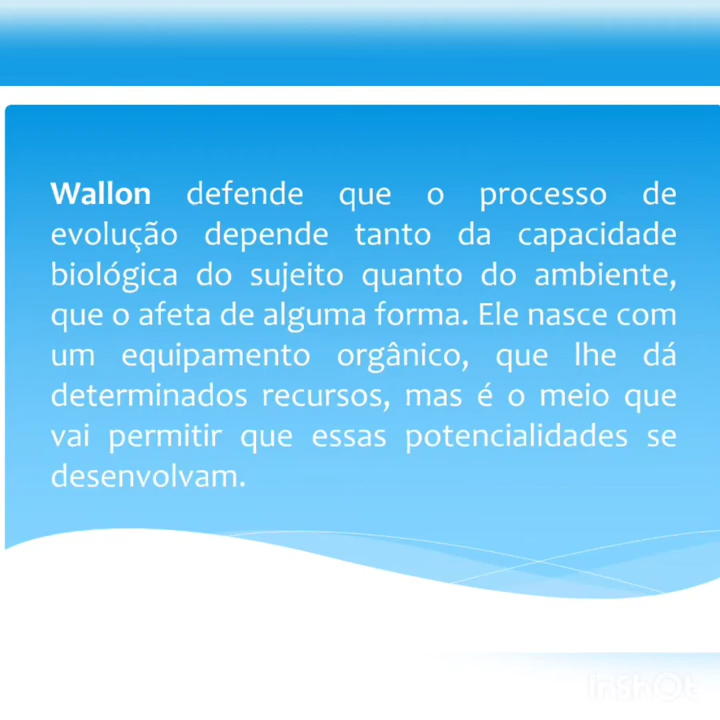 Wallon defende que o processo de
evolução depende tanto da capacidade
biológica do sujeito quanto do ambiente,
que o afeta de alguma forma. Ele nasce com
um equipamento orgânico, que lhe dá
determinados recursos, mas é o meio que
vai permitir que essas potencialidades se
desenvolvam.
InShOt